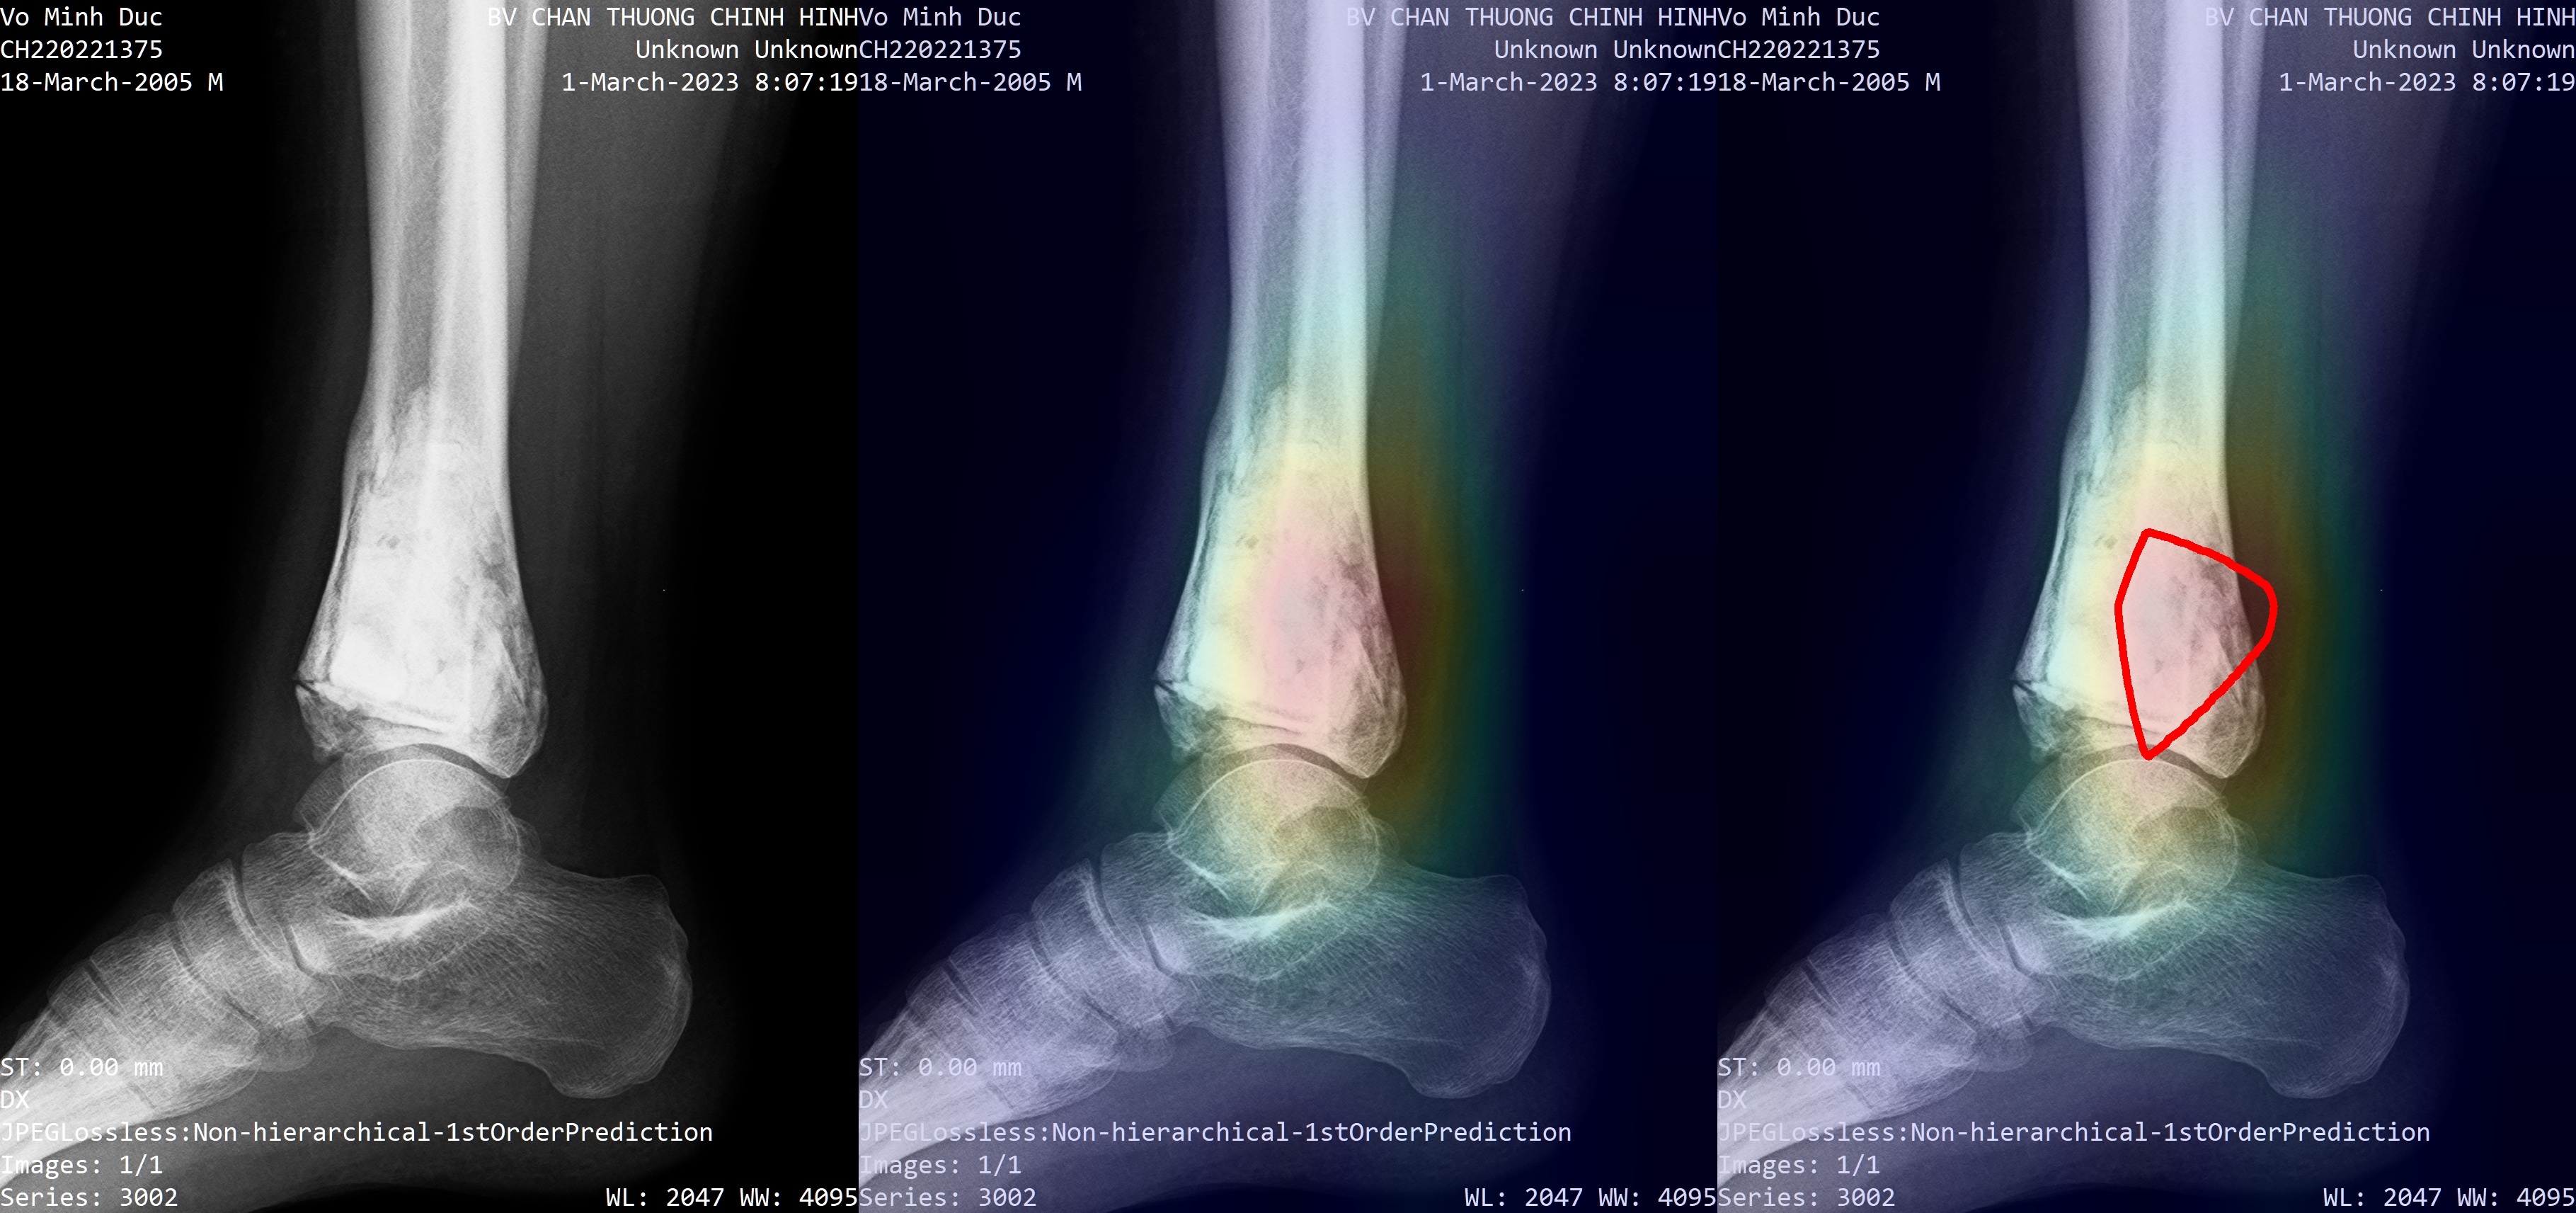 Vo Minh Duc
CH220221375
18-March-2005 M
BV CHAN THUONG CHINH HINH
Unknown Unknown
1-March-2023 8:07:19
ST: 0.00 mm
DX
JPEGLossless:Non-hierarchical-1stOrderPrediction
Images: 1/1
Series: 3002
WL: 2047 WW: 4095
Vo Minh Duc
CH220221375
18-March-2005 M
BV CHAN THUONG CHINH HINH
Unknown Unknown
1-March-2023 8:07:19
ST: 0.00 mm
DX
JPEGLossless:Non-hierarchical-1stOrderPrediction
Images: 1/1
Series: 3002
WL: 2047 WW: 4095
Vo Minh Duc
CH220221375
18-March-2005 M
BV CHAN THUONG CHINH HINH
Unknown Unknown
1-March-2023 8:07:19
ST: 0.00 mm
DX
JPEGLossless:Non-hierarchical-1stOrderPrediction
Images: 1/1
Series: 3002
WL: 2047 WW: 4095